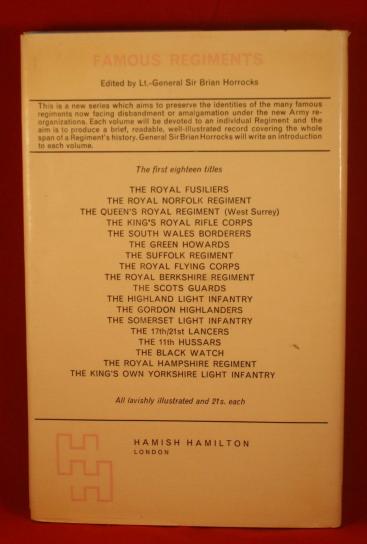 FAMOUS REGIMENTS
Edited by Lt.-General Sir Brian Horrocks
This is a new series which aims to preserve the identities of the many famous
regiments now facing disbandment or amalgamation under the new Army re-
organizations. Each volume will be devoted to an individual Regiment and the
aim is to produce a brief, readable, well-illustrated record covering the whole
span of a Regiment's history. General Sir Brian Horrocks will write an introduction
to each volume.
The first eighteen titles
THE ROYAL FUSILIERS
THE ROYAL NORFOLK REGIMENT
THE QUEEN'S ROYAL REGIMENT (West Surrey)
THE KING'S ROYAL RIFLE CORPS
THE SOUTH WALES BORDERERS
THE GREEN HOWARDS
THE SUFFOLK REGIMENT
THE ROYAL FLYING CORPS
THE ROYAL BERKSHIRE REGIMENT
THE SCOTS GUARDS
THE HIGHLAND LIGHT INFANTRY
THE GORDON HIGHLANDERS
THE SOMERSET LIGHT INFANTRY
THE 17th/21st LANCERS
THE 11th HUSSARS
THE BLACK WATCH
THE ROYAL HAMPSHIRE REGIMENT
THE KING'S OWN YORKSHIRE LIGHT INFANTRY
All lavishly illustrated and 21s. each
HAMISH HAMILTON
LONDON